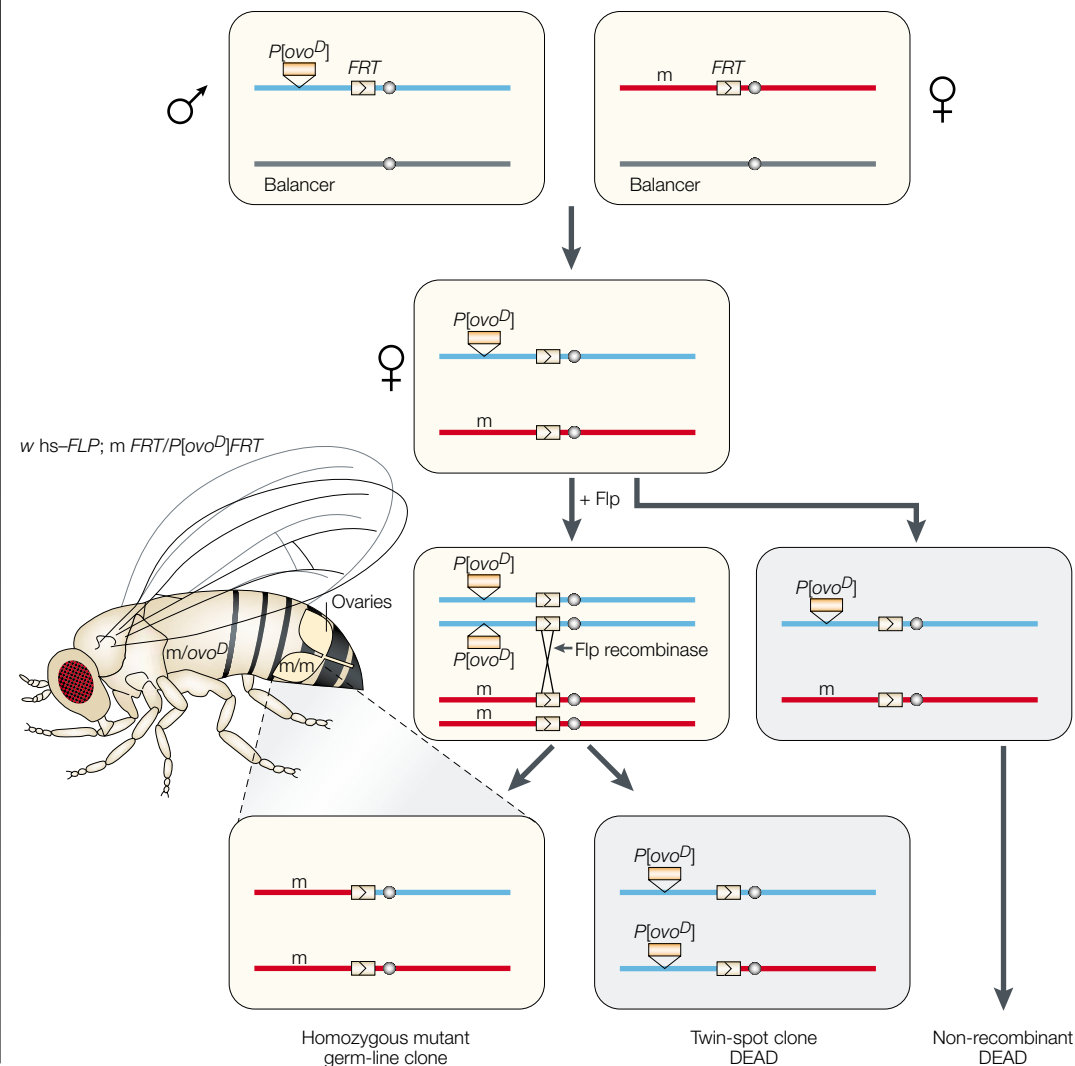 P[ovoD]
FRT
Balancer
m
FRT
Balancer
P[ovoD]
m
w hs–FLP; m FRT/P[ovoD]FRT
+ Flp
P[ovoD]
P[ovoD]
Flp recombinase
m
m
P[ovoD]
m
Ovaries
m/ovoD
m/m
m
m
P[ovoD]
P[ovoD]
Homozygous mutant
germ-line clone
Twin-spot clone
DEAD
Non-recombinant
DEAD